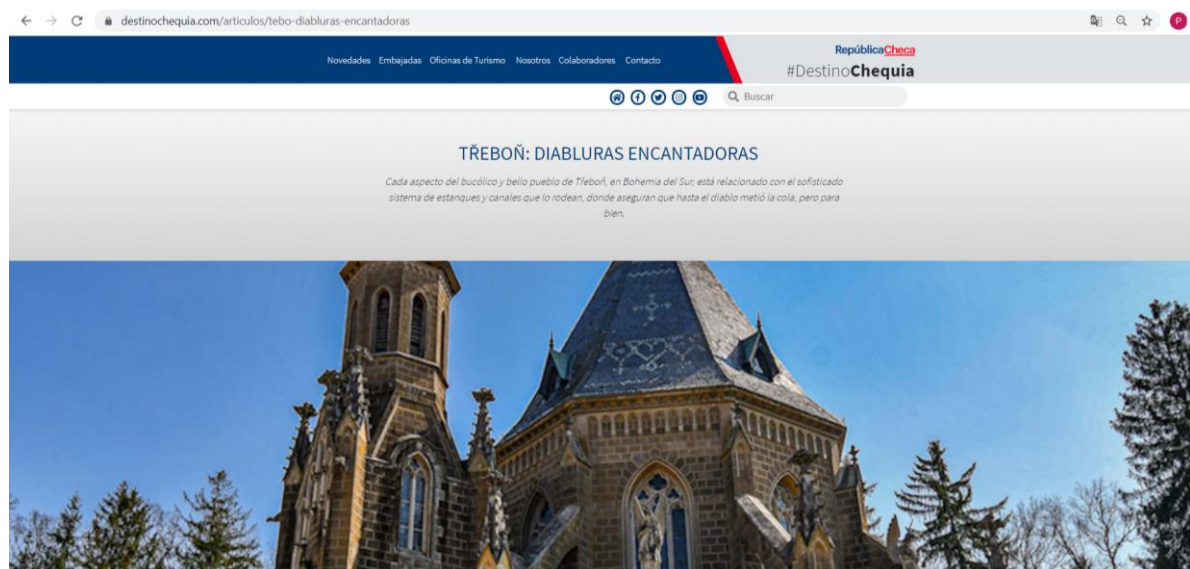 destinochequia.com/articulos/tebo-diabluras-encantadoras
P
Novedades Embajadas Oficinas de Turismo Nosotros Colaboradores Contacto
RepúblicaCheca
#DestinoChequia
Buscar
TŘEBOŇ: DIABLURAS ENCANTADORAS
Cada aspecto del bucólico y bello pueblo de Třeboň, en Bohemia del Sur, está relacionado con el sofisticado
sistema de estanques y canales que lo rodean, donde aseguran que hasta el diablo metió la cola, pero para
bien.